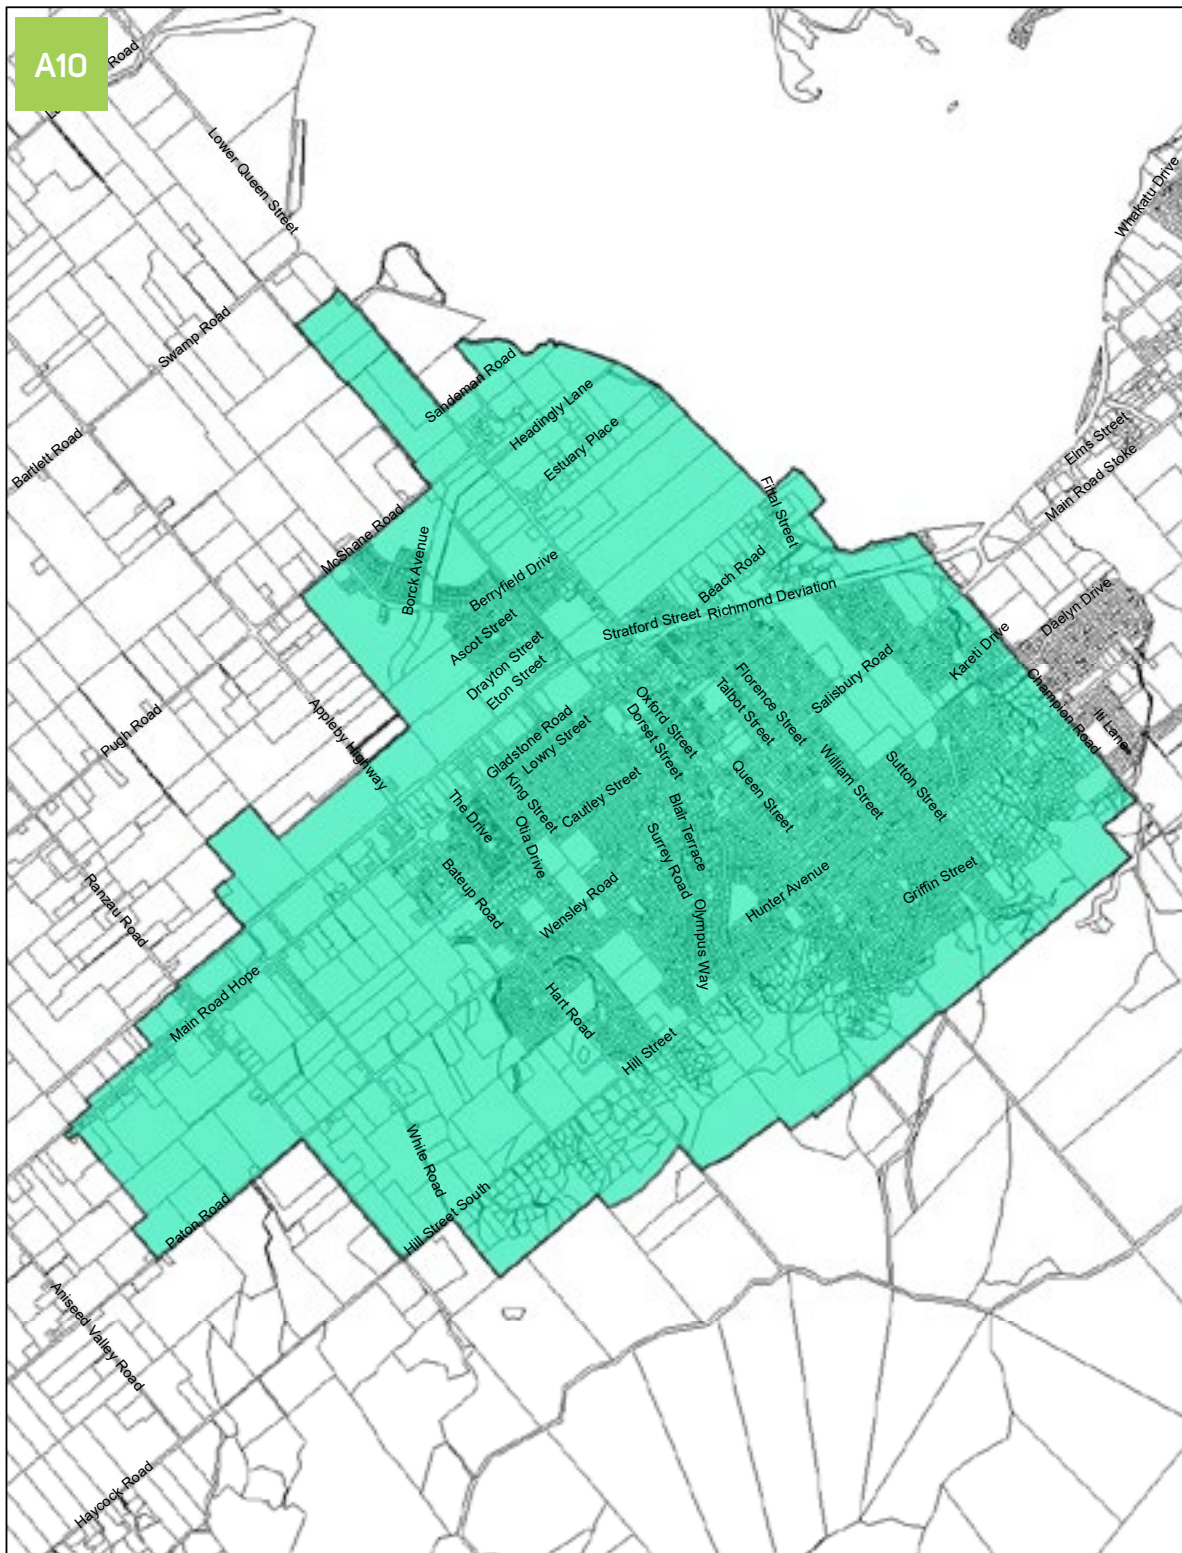 A10
Road
Lower Queen Street
Whakatu Drive
Swamp Road
Sandeman Road
Headingly Lane
Estuary Place
Elms Street
Main Road Stoke
Bartlett Road
Fittal Street
McShane Road
Borck Avenue
Berryfield Drive
Beach Road
Richmond Deviation
Stratford Street
Ascot Street
Drayton Street
Eton Street
Daelyn Drive
Kareti Drive
Champion Road
Iti Lane
Salisbury Road
Florence Street
Talbot Street
Oxford Street
Dorset Street
Pugh Road
Appleby Highway
Gladstone Road
Lowry Street
King Street
Cautley Street
The Drive
Otia Drive
Blair Terrace
Surrey Road
Queen Street
William Street
Sutton Street
Bateup Road
Wensley Road
Olympus Way
Hunter Avenue
Griffin Street
Ranzau Road
Main Road Hope
Hart Road
Hill Street
White Road
Hill Street South
Paton Road
Aniseed Valley Road
Haycock Road